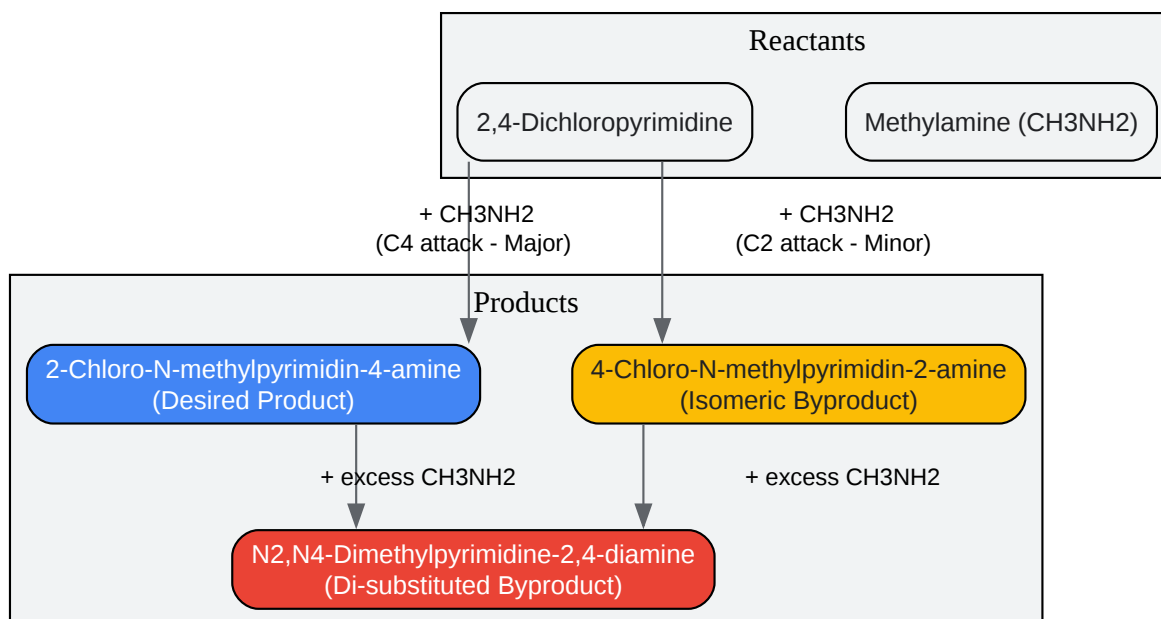 Reactants
2,4-Dichloropyrimidine
Methylamine (CH3NH2)
+ CH3NH2
(C4 attack - Major)
+ CH3NH2
(C2 attack - Minor)
Products
2-Chloro-N-methylpyrimidin-4-amine
(Desired Product)
4-Chloro-N-methylpyrimidin-2-amine
(Isomeric Byproduct)
+ excess CH3NH2
+ excess CH3NH2
N2,N4-Dimethylpyrimidine-2,4-diamine
(Di-substituted Byproduct)